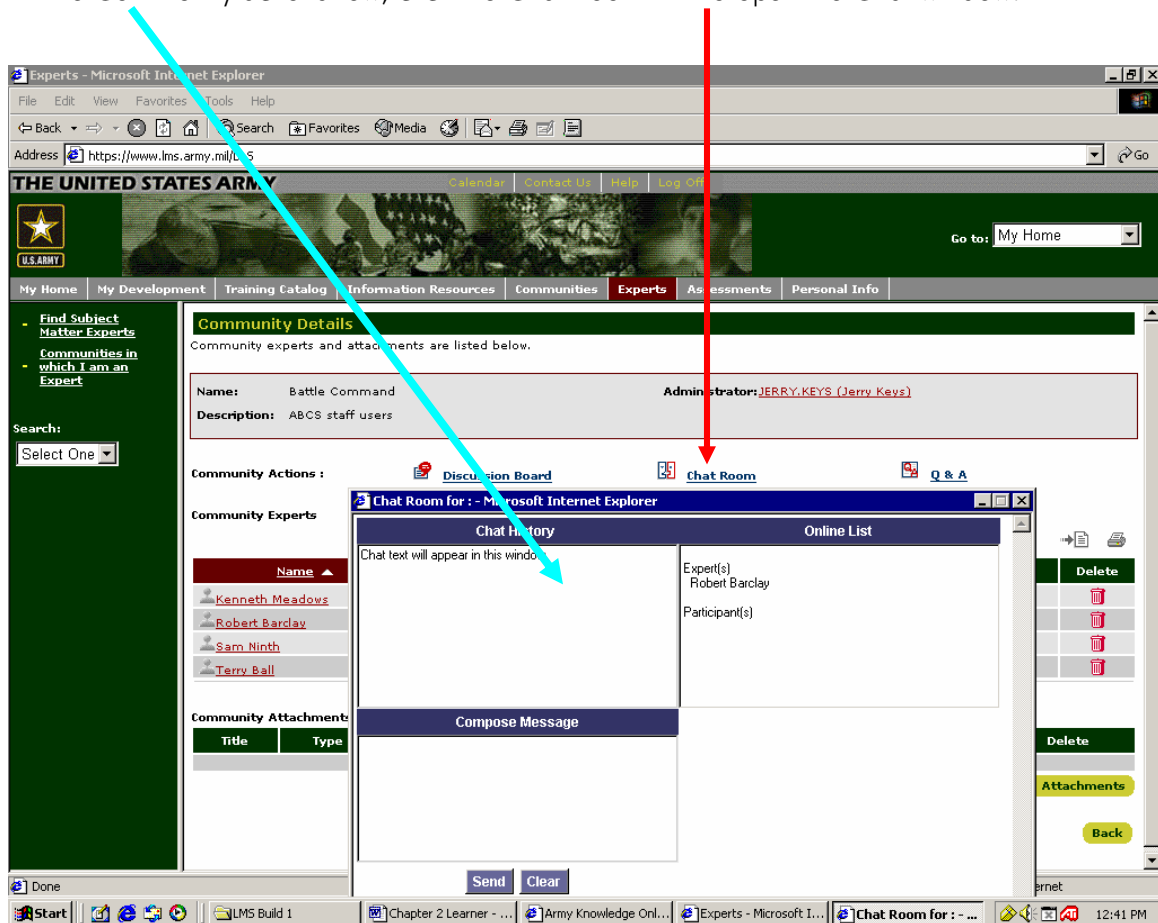 Experts - Microsoft Int net Explorer
File Edit View Favorites Tools Help
Back Search Favorites Media
Address https://www.lms.army.mil/L S Go
THE UNITED STATES ARMY
Calendar Contact Us Help Log Off
U.S.ARMY
Go to: My Home
My Home My Development Training Catalog Information Resources Communities Experts Assessments Personal Info
- Find Subject
Matter Experts
- Communities in
which I am an
Expert
Search:
Select One
Community Details
Community experts and attachments are listed below.
Name: Battle Command Administrator: JERRY.KEYS (Jerry Keys)
Description: ABCS staff users
Community Actions : Discussion Board Chat Room Q & A
Community Experts
Name Delete
Kenneth Meadows
Robert Barclay
Sam Ninth
Terry Ball
Community Attachments
Title Type Delete
Attachments
Back
Chat Room for : - Microsoft Internet Explorer
Chat History Online List
Chat text will appear in this window
Expert(s)
Robert Barclay
Participant(s)
Compose Message
Send Clear
Done ernet
Start LMS Build 1 Chapter 2 Learner - ... Army Knowledge Onl... Experts - Microsoft I... Chat Room for : - ... 12:41 PM